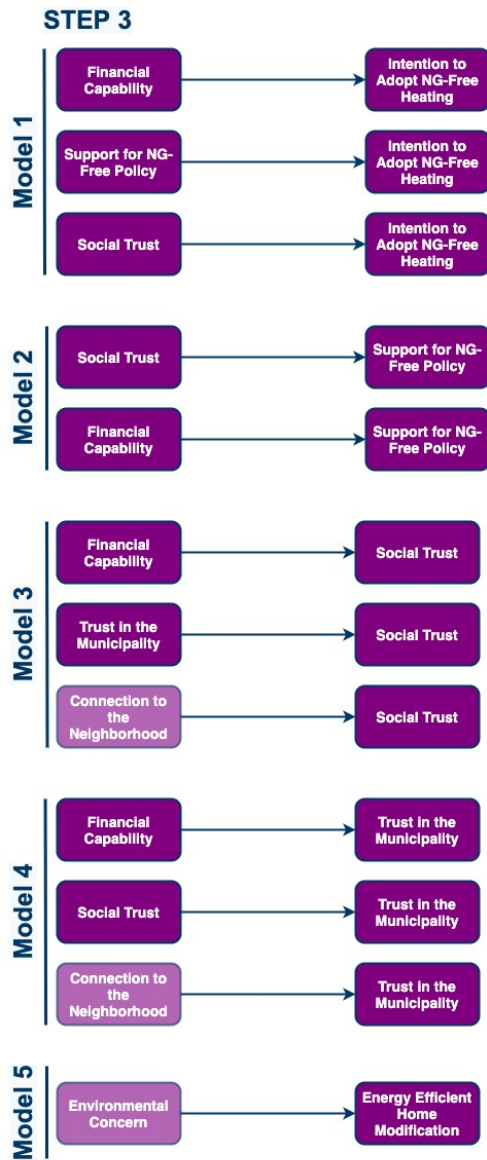 STEP 3
Model 1
Financial
Capability
Intention to
Adopt NG-Free
Heating
Support for NG-
Free Policy
Intention to
Adopt NG-Free
Heating
Social Trust
Intention to
Adopt NG-Free
Heating
Model 2
Social Trust
Support for NG-
Free Policy
Financial
Capability
Support for NG-
Free Policy
Model 3
Financial
Capability
Social Trust
Trust in the
Municipality
Social Trust
Connection to
the
Neighborhood
Social Trust
Model 4
Financial
Capability
Trust in the
Municipality
Social Trust
Trust in the
Municipality
Connection to
the
Neighborhood
Trust in the
Municipality
Model 5
Environmental
Concern
Energy Efficient
Home
Modification